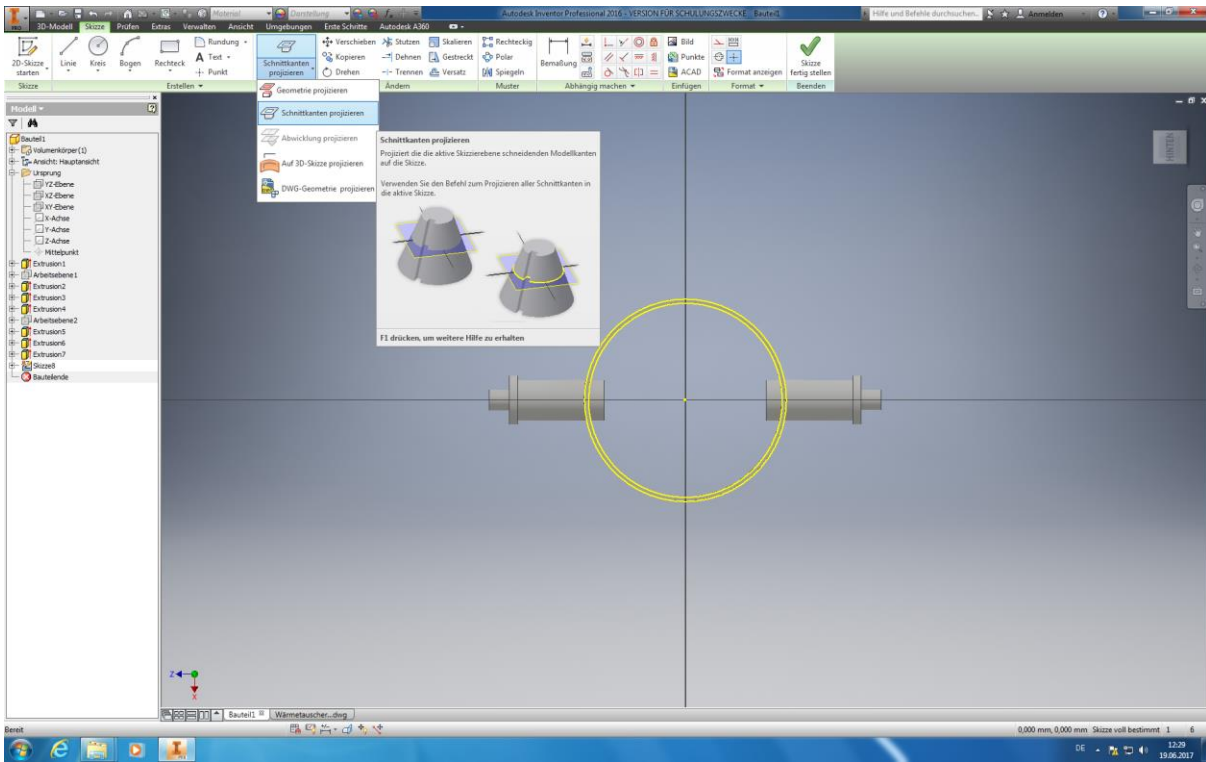 Material
Darstellung
Autodesk Inventor Professional 2016 - VERSION FÜR SCHULUNGSZWECKE Bauteil1
Hilfe und Befehle durchsuchen...
Anmelden
3D-Modell Skizze Prüfen Extras Verwalten Ansicht Umgebungen Erste Schritte Autodesk A360
2D-Skizze starten
Linie
Kreis
Bogen
Rechteck
Rundung
Text
Punkt
Schnittkanten projizieren
Verschieben
Kopieren
Drehen
Stutzen
Dehnen
Trennen
Skalieren
Gestreckt
Versatz
Rechteckig
Polar
Spiegeln
Bemaßung
Bild
Punkte
ACAD
Format anzeigen
Skizze fertig stellen
Skizze
Erstellen
Ändern
Muster
Abhängig machen
Einfügen
Format
Beenden
Geometrie projizieren
Schnittkanten projizieren
Abwicklung projizieren
Auf 3D-Skizze projizieren
DWG-Geometrie projizieren
Schnittkanten projizieren
Projiziert die die aktive Skizzierebene schneidenden Modellkanten
auf die Skizze.
Verwenden Sie den Befehl zum Projizieren aller Schnittkanten in
die aktive Skizze.
F1 drücken, um weitere Hilfe zu erhalten
Modell
Bauteil1
Volumenkörper(1)
Ansicht: Hauptansicht
Ursprung
YZ-Ebene
XZ-Ebene
XY-Ebene
X-Achse
Y-Achse
Z-Achse
Mittelpunkt
Extrusion1
Arbeitsebene1
Extrusion2
Extrusion3
Extrusion4
Arbeitsebene2
Extrusion5
Extrusion6
Extrusion7
Skizze8
Bauteilende
HINTEN
Z
X
Bauteil1
Wärmetauscher...dwg
Bereit
0,000 mm, 0,000 mm Skizze voll bestimmt 1 6
DE
12:29
19.06.2017